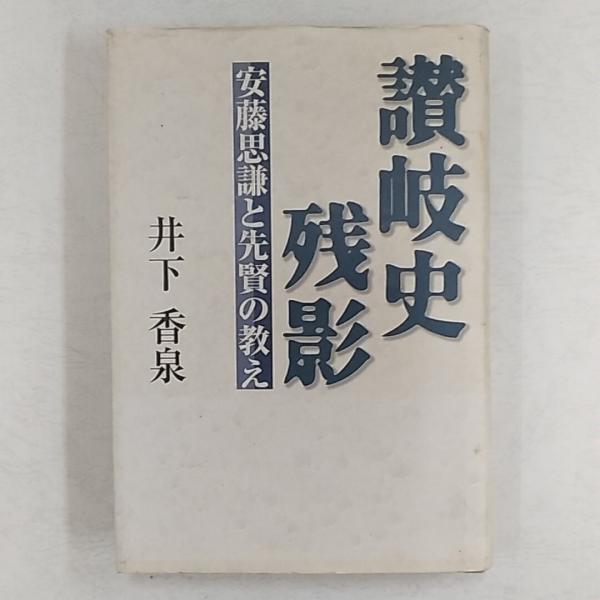 讃岐史
残影
安藤思謙と先賢の教え
井下 香泉